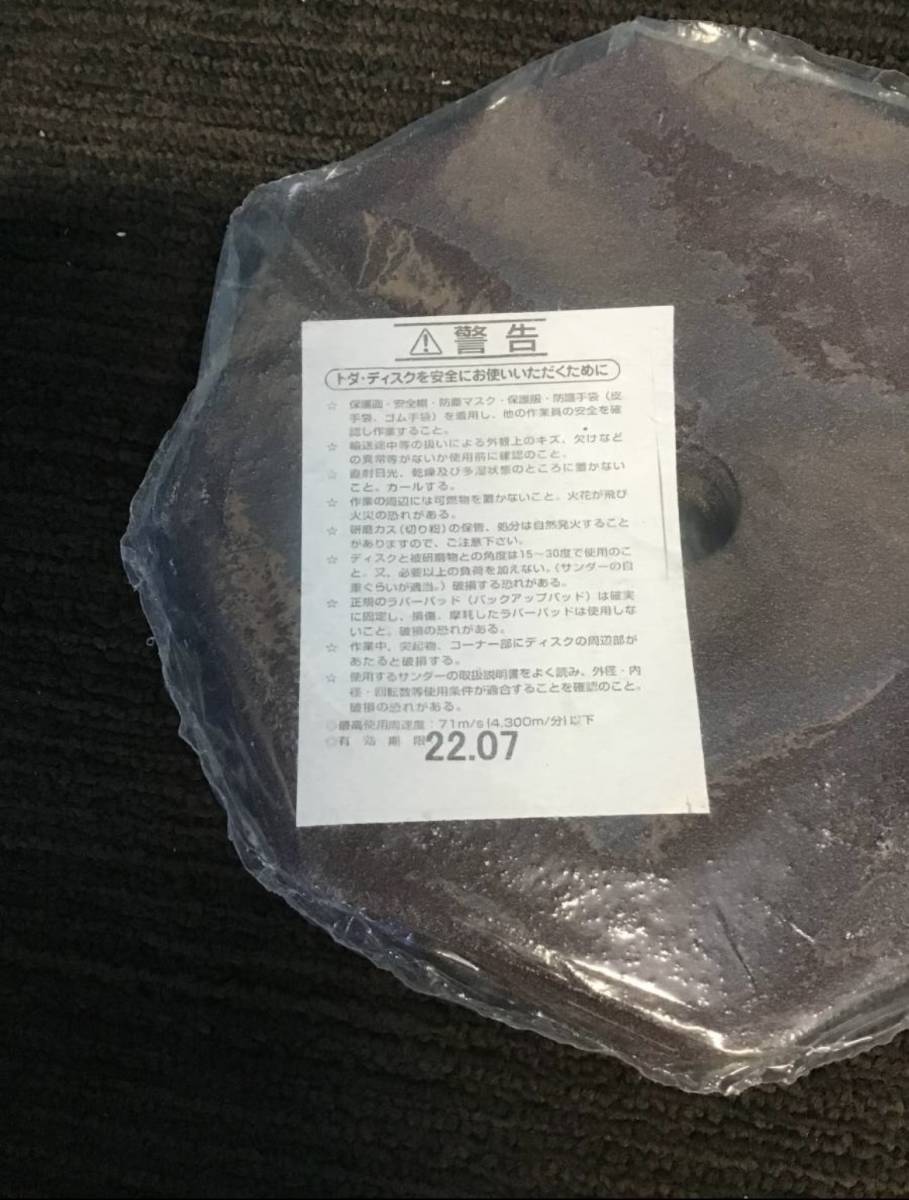 ⚠ 警告
トダ・ディスクを安全にお使いいただくために
☆ 保護面・安全帽・防塵マスク・保護服・防護手袋（皮
手袋、ゴム手袋）を着用し、他の作業員の安全を確
認し作業すること。
☆ 輸送途中等の扱いによる外観上のキズ、欠けなど
の異常等がないか使用前に確認のこと。
☆ 直射日光、乾燥及び多湿状態のところに置かない
こと。カールする。
☆ 作業の周辺には可燃物を置かないこと。火花が飛び
火災の恐れがある。
☆ 研磨カス（切り粉）の保管、処分は自然発火すること
がありますので、ご注意下さい。
☆ ディスクと被研磨物との角度は15～30度で使用のこ
と。又、必要以上の負荷を加えない。（サンダーの自
重ぐらいが適当。）破損する恐れがある。
☆ 正規のラバーパッド（バックアップパッド）は確実
に固定し、損傷、摩耗したラバーパッドは使用しな
いこと。破損の恐れがある。
☆ 作業中、突起物、コーナー部にディスクの周辺部が
あたると破損する。
☆ 使用するサンダーの取扱説明書をよく読み、外径・内
径・回転数等使用条件が適合することを確認のこと。
破損の恐れがある。
◎最高使用周速度：71m/s{4,300m/分}以下
◎有効期限 22.07